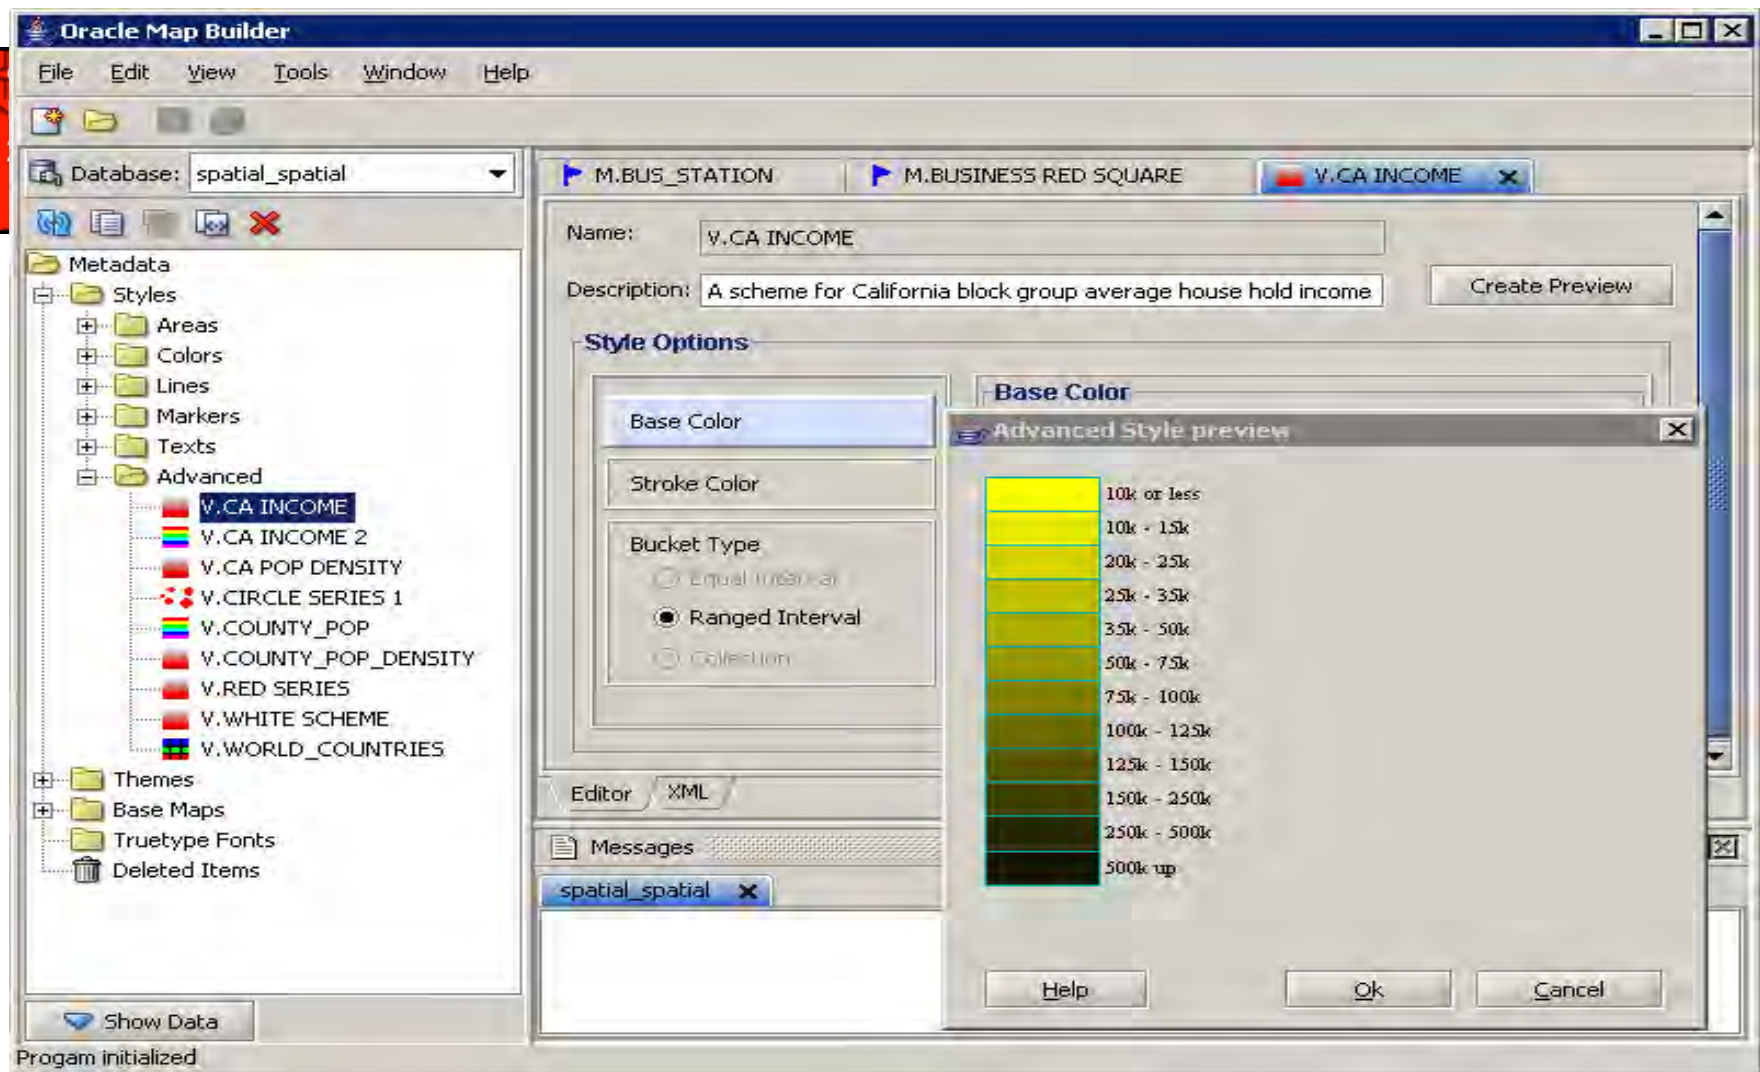 Oracle Map Builder
File Edit View Tools Window Help
Database: spatial_spatial
Metadata
Styles
Areas
Colors
Lines
Markers
Texts
Advanced
V.CA INCOME
V.CA INCOME 2
V.CA POP DENSITY
V.CIRCLE SERIES 1
V.COUNTY_POP
V.COUNTY_POP_DENSITY
V.RED SERIES
V.WHITE SCHEME
V.WORLD_COUNTRIES
Themes
Base Maps
Truetype Fonts
Deleted Items
Show Data
Progam initialized
M.BUS_STATION M.BUSINESS RED SQUARE V.CA INCOME
Name: V.CA INCOME
Description: A scheme for California block group average house hold income
Create Preview
Style Options
Base Color
Stroke Color
Bucket Type
Equal Interval
Ranged Interval
Collection
Base Color
Editor XML
Messages
spatial_spatial
Advanced Style preview
10k or less
10k - 15k
20k - 25k
25k - 35k
35k - 50k
50k - 75k
75k - 100k
100k - 125k
125k - 150k
150k - 250k
250k - 500k
500k up
Help Ok Cancel